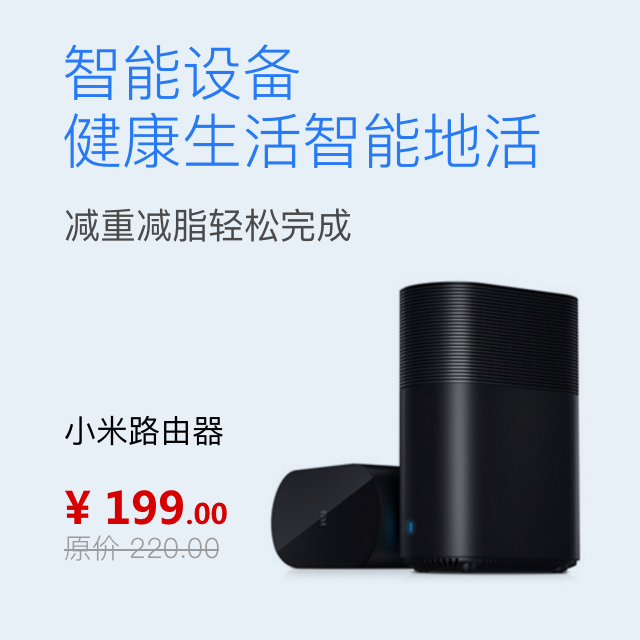 智能设备
健康生活智能地活
减重减脂轻松完成
小米路由器
¥ 199.00
原价 220.00